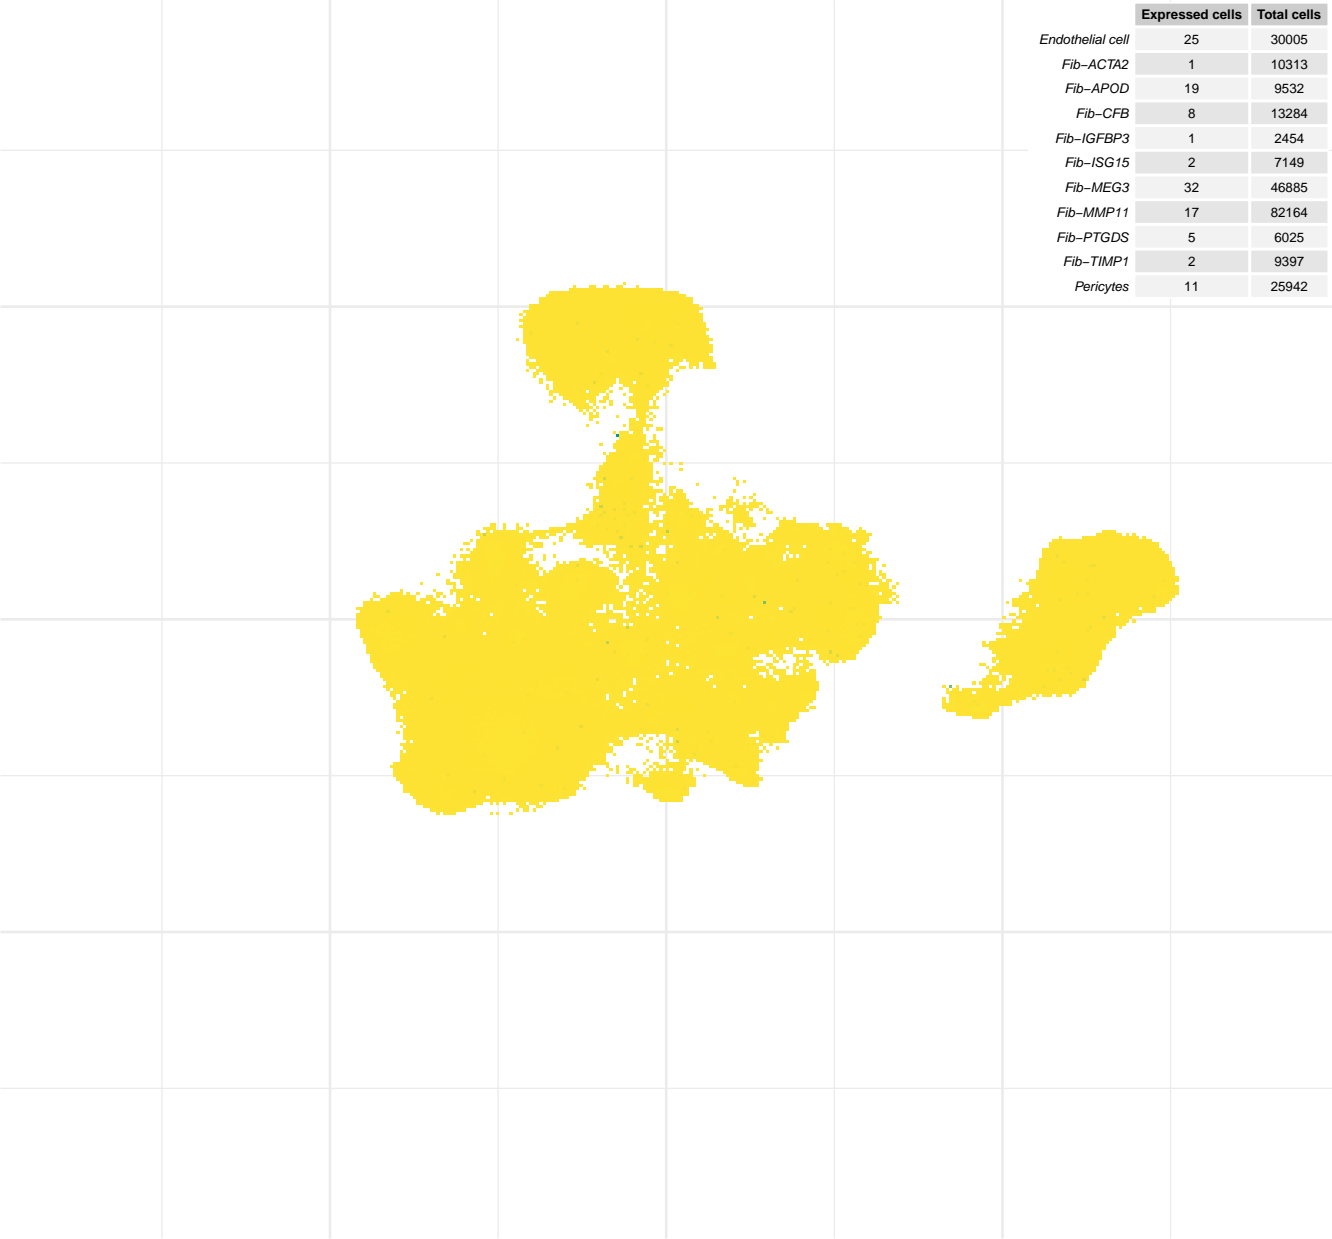 Expressed cells Total cells
Endothelial cell 25 30005
Fib−ACTA2 1 10313
Fib−APOD 19 9532
Fib−CFB 8 13284
Fib−IGFBP3 1 2454
Fib−ISG15 2 7149
Fib−MEG3 32 46885
Fib−MMP11 17 82164
Fib−PTGDS 5 6025
Fib−TIMP1 2 9397
Pericytes 11 25942